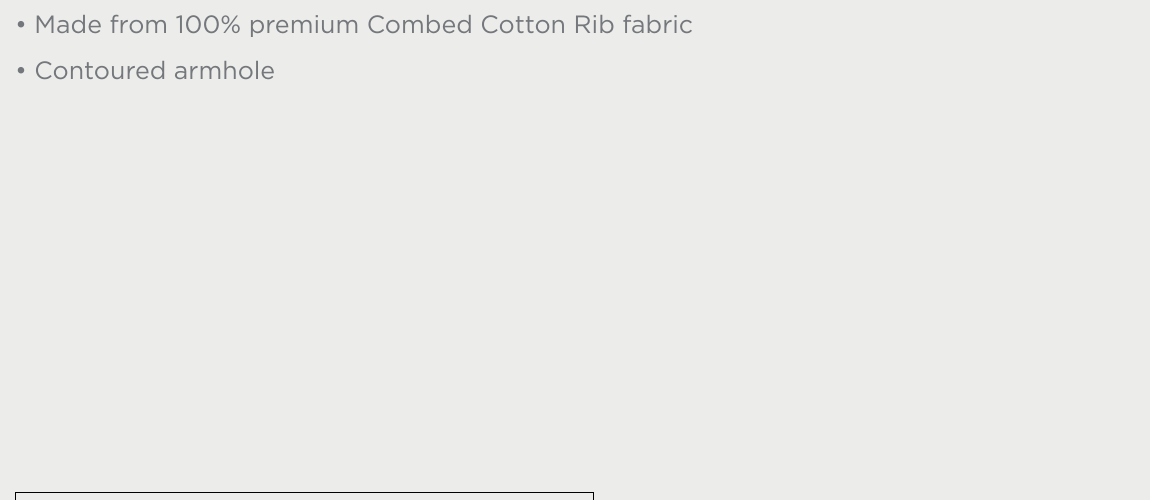 • Made from 100% premium Combed Cotton Rib fabric
• Contoured armhole